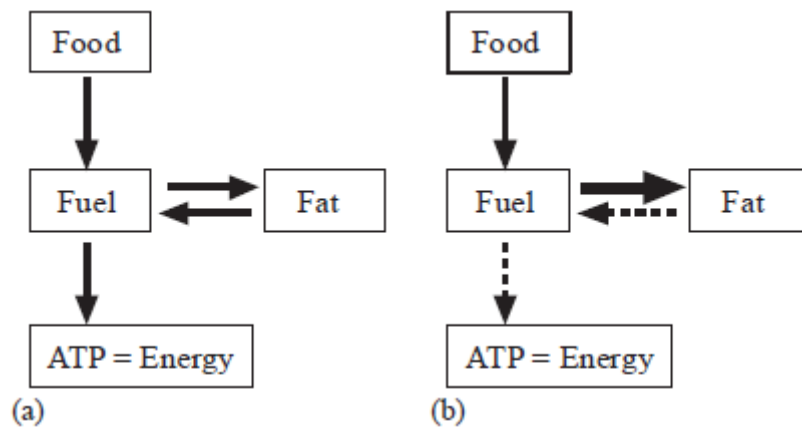 Food
Fuel
Fat
ATP = Energy
(a)
Food
Fuel
Fat
ATP = Energy
(b)